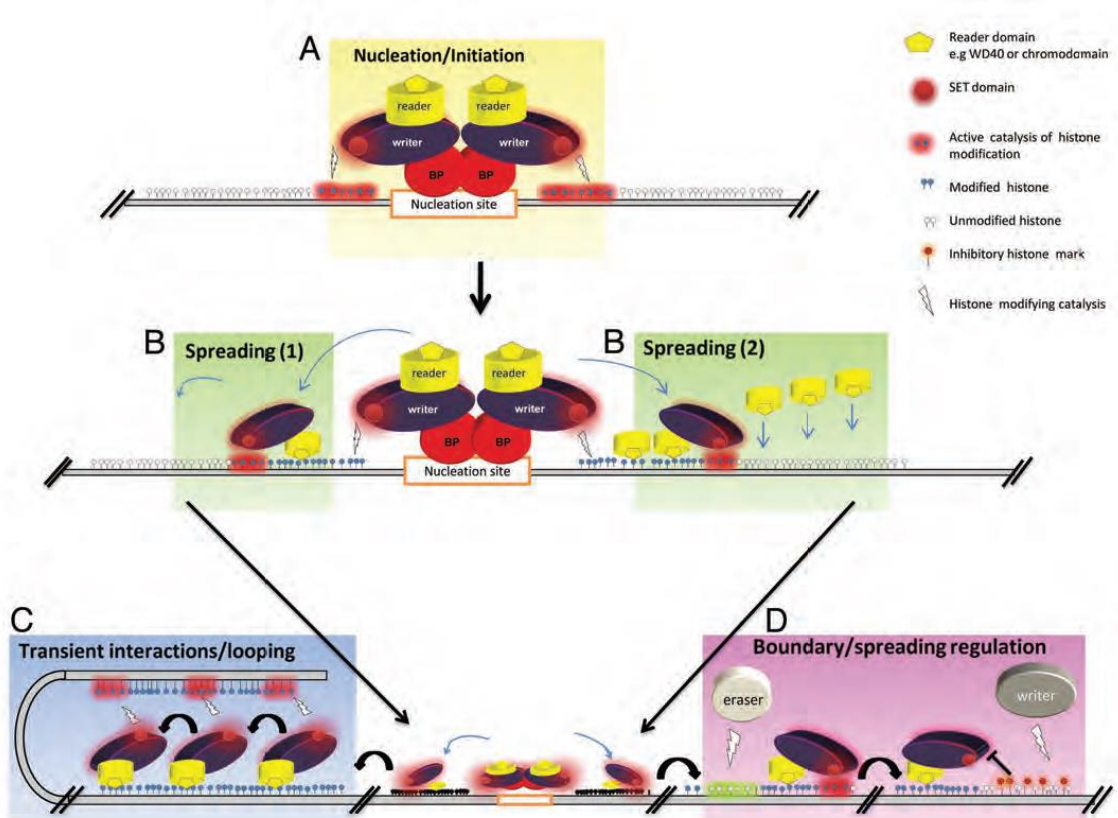 A
Nucleation/Initiation
reader
reader
writer
writer
BP
BP
Nucleation site
Reader domain
e.g WD40 or chromodomain
SET domain
Active catalysis of histone
modification
Modified histone
Unmodified histone
Inhibitory histone mark
Histone modifying catalysis
B
Spreading (1)
reader
reader
writer
writer
BP
BP
Nucleation site
B
Spreading (2)
C
Transient interactions/looping
D
Boundary/spreading regulation
eraser
writer